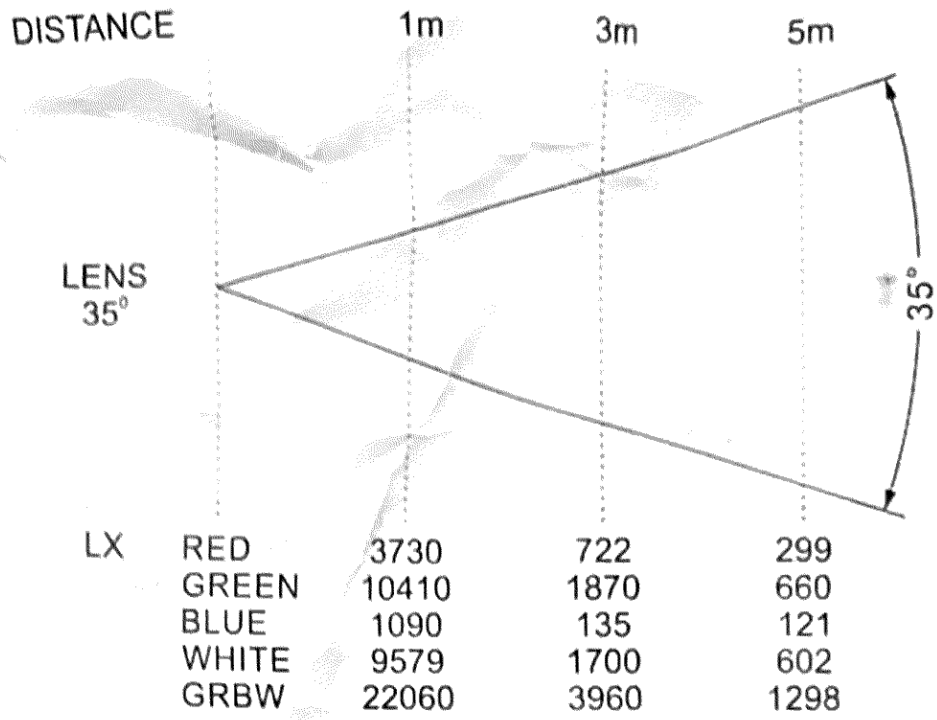 DISTANCE 1m 3m 5m
LENS
35°
35°
LX RED 3730 722 299
GREEN 10410 1870 660
BLUE 1090 135 121
WHITE 9579 1700 602
GRBW 22060 3960 1298